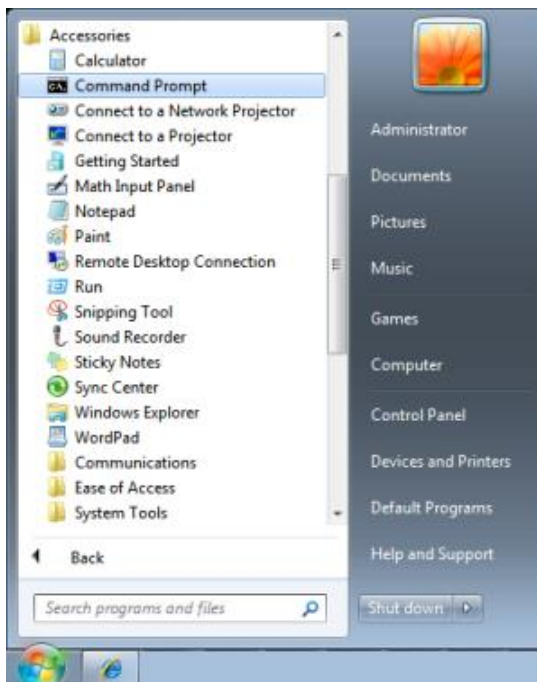 Accessories
Calculator
Command Prompt
Connect to a Network Projector
Connect to a Projector
Getting Started
Math Input Panel
Notepad
Paint
Remote Desktop Connection
Run
Snipping Tool
Sound Recorder
Sticky Notes
Sync Center
Windows Explorer
WordPad
Communications
Ease of Access
System Tools
Back
Search programs and files
Administrator
Documents
Pictures
Music
Games
Computer
Control Panel
Devices and Printers
Default Programs
Help and Support
Shut down